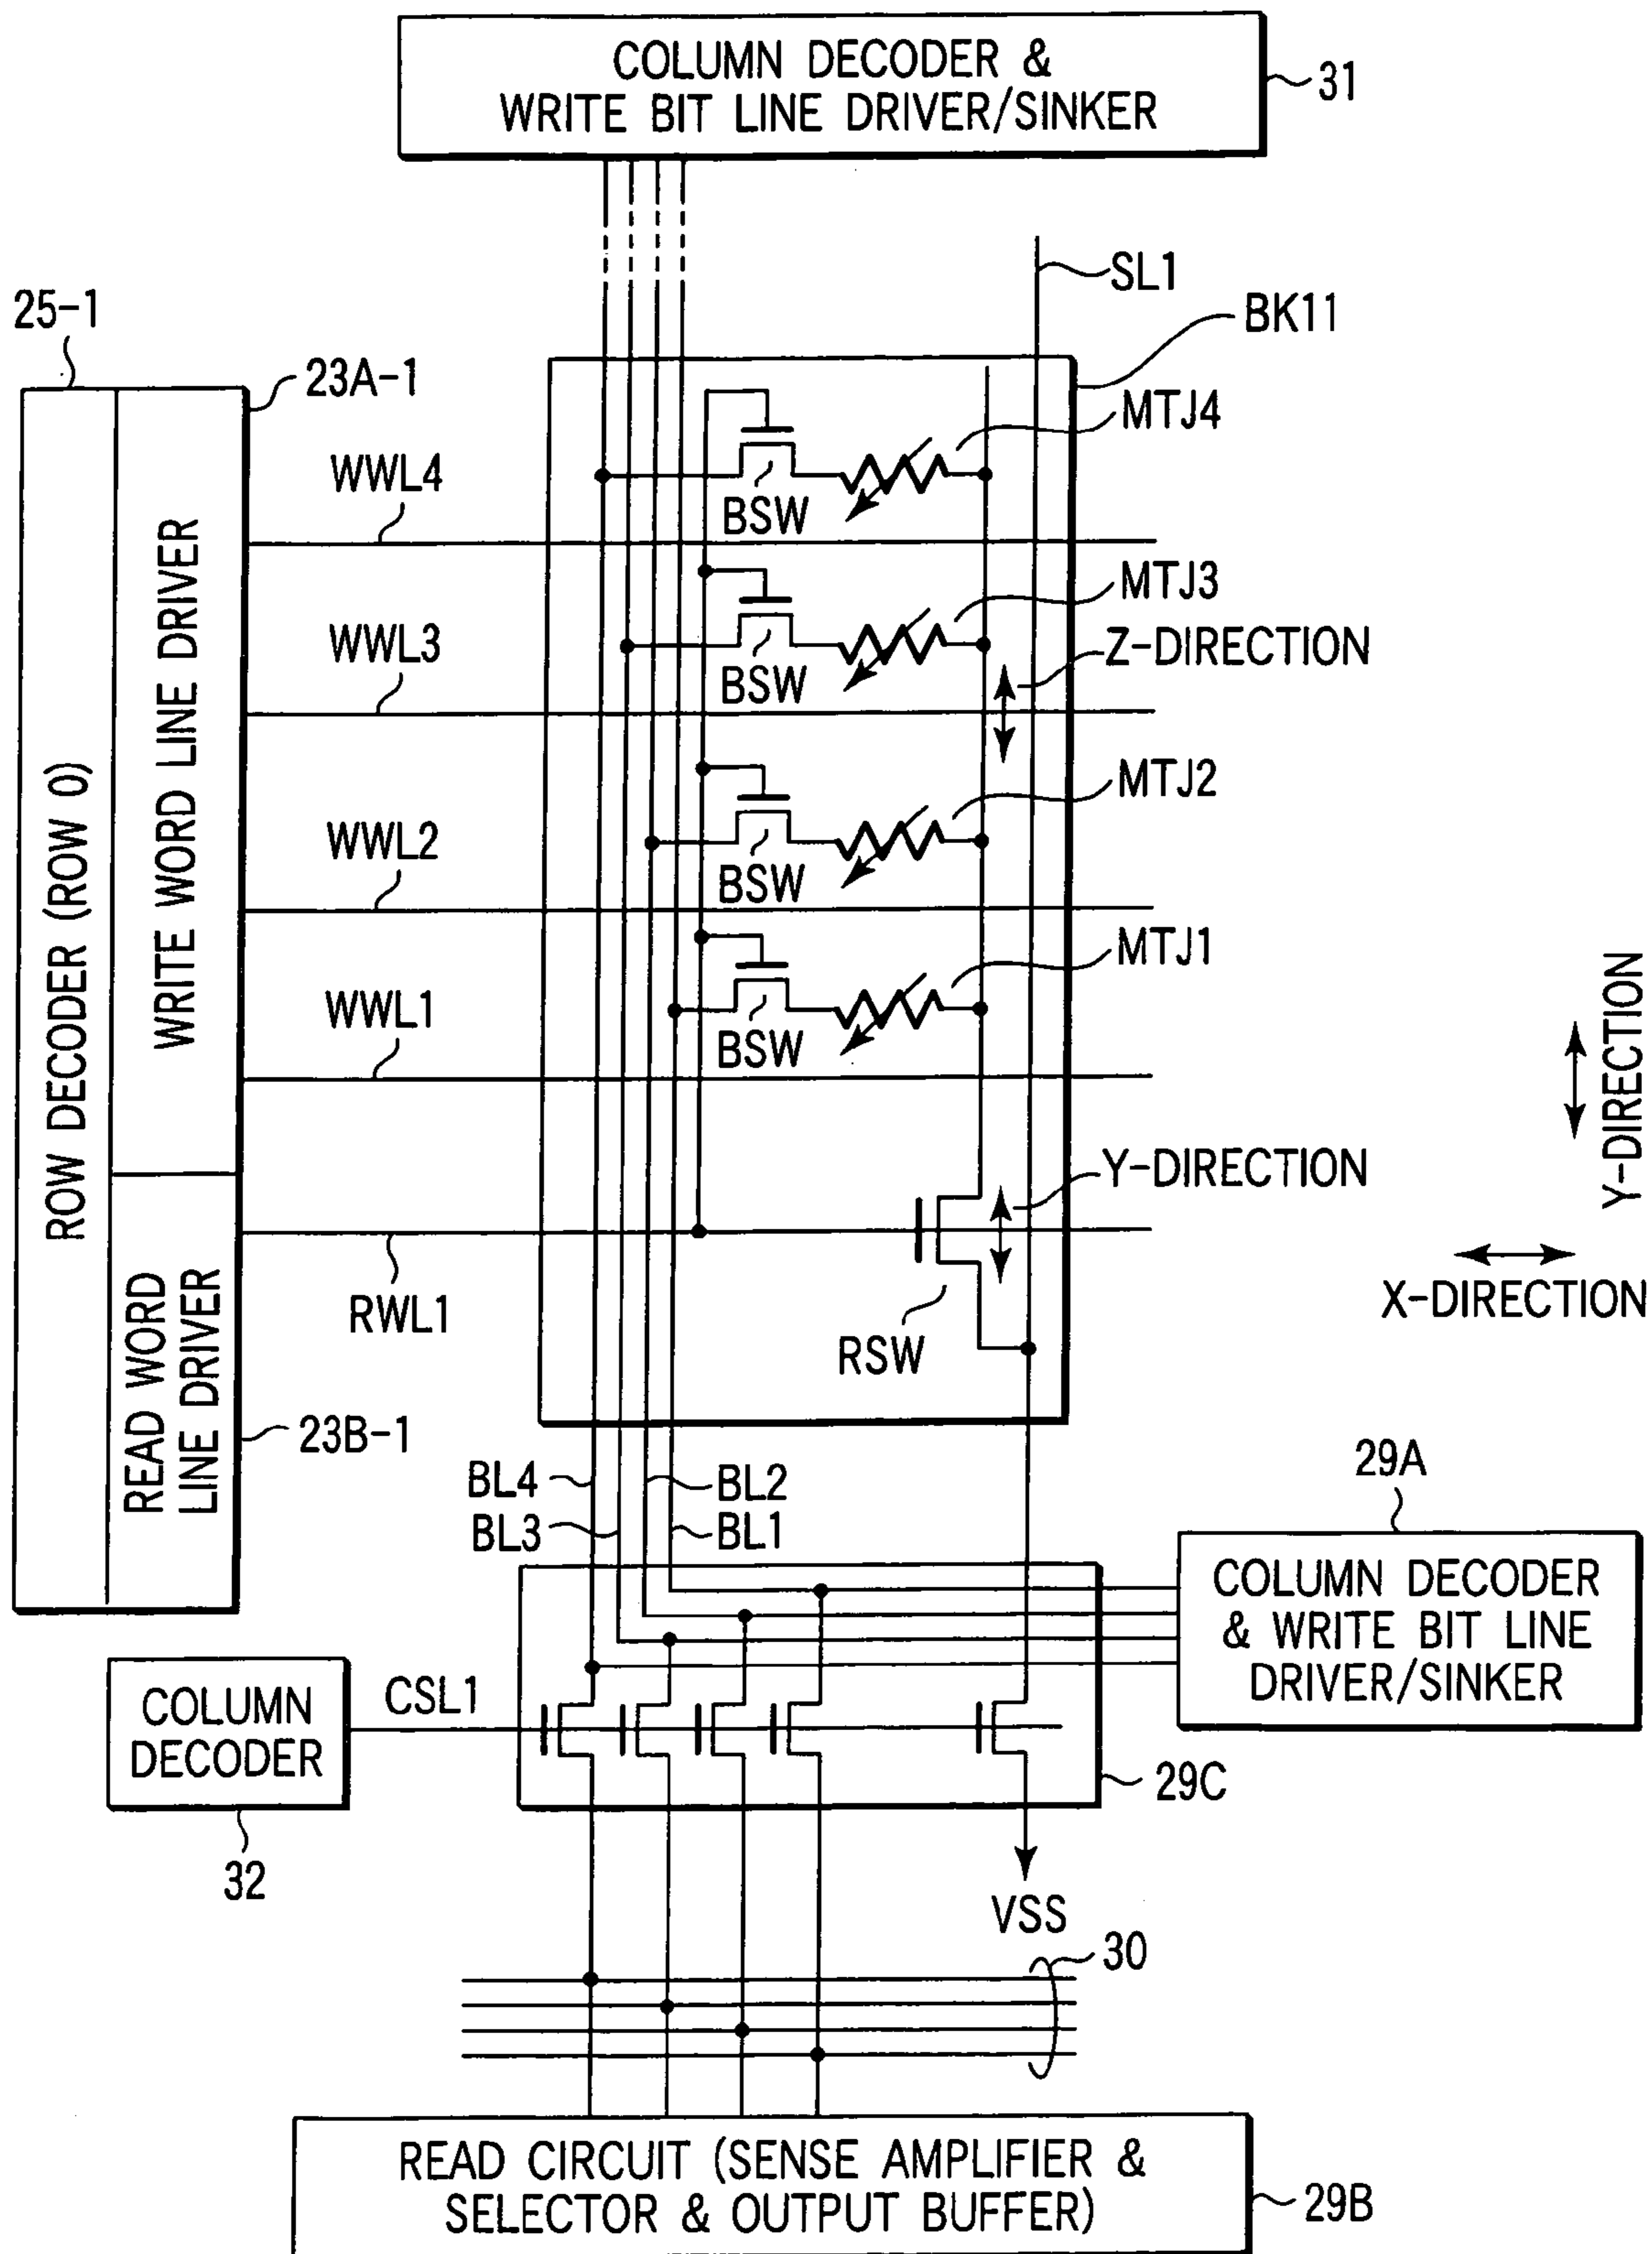 COLUMN DECODER &
WRITE BIT LINE DRIVER/SINKER
31
SL1
BK11
25-1
23A-1
MTJ4
WWL4
BSW
MTJ3
WWL3
Z-DIRECTION
BSW
MTJ2
WWL2
BSW
MTJ1
WWL1
BSW
ROW DECODER (ROW 0)
WRITE WORD LINE DRIVER
Y-DIRECTION
Y-DIRECTION
X-DIRECTION
RWL1
RSW
READ WORD
LINE DRIVER
23B-1
BL4
BL2
BL3
BL1
29A
COLUMN DECODER
& WRITE BIT LINE
DRIVER/SINKER
COLUMN
DECODER
CSL1
29C
32
VSS
30
READ CIRCUIT (SENSE AMPLIFIER &
SELECTOR & OUTPUT BUFFER)
29B